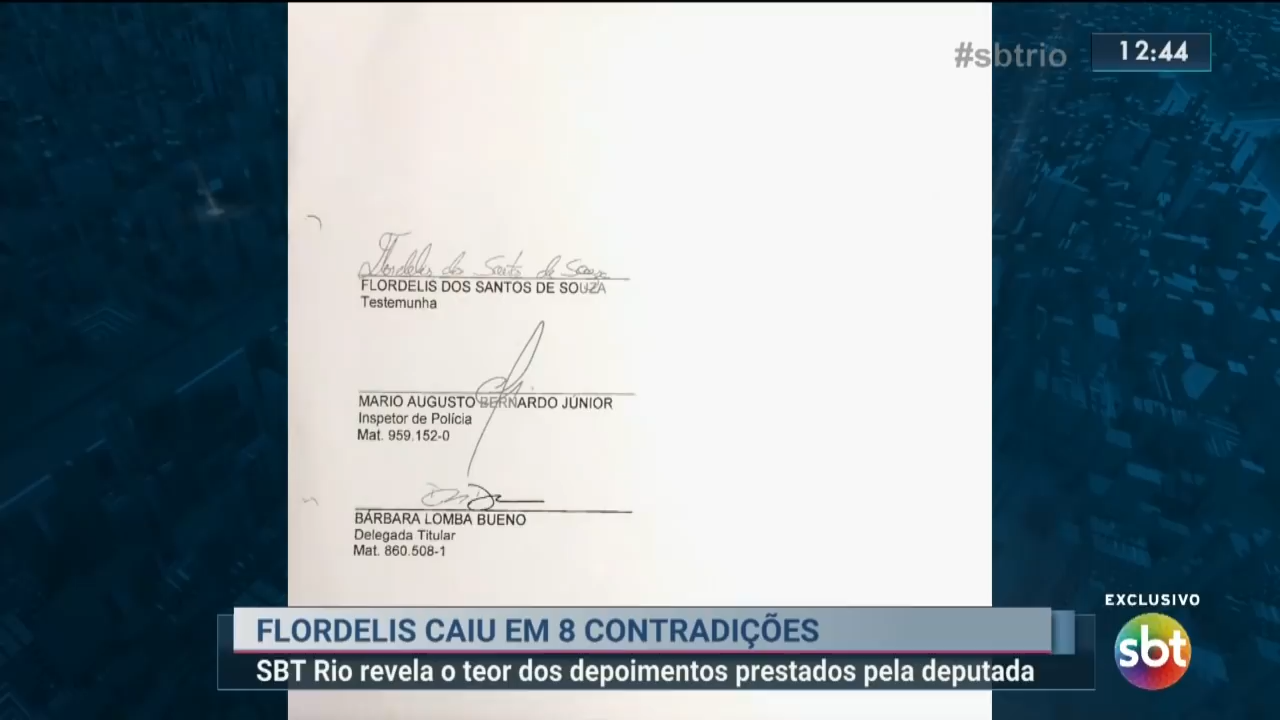 #sbtrio
12:44
Flordelis dos Santos de Souza
FLORDELIS DOS SANTOS DE SOUZA
Testemunha
MARIO AUGUSTO BERNARDO JÚNIOR
Inspetor de Polícia
Mat. 959.152-0
BÁRBARA LOMBA BUENO
Delegada Titular
Mat. 860.508-1
EXCLUSIVO
sbt
FLORDELIS CAIU EM 8 CONTRADIÇÕES
SBT Rio revela o teor dos depoimentos prestados pela deputada